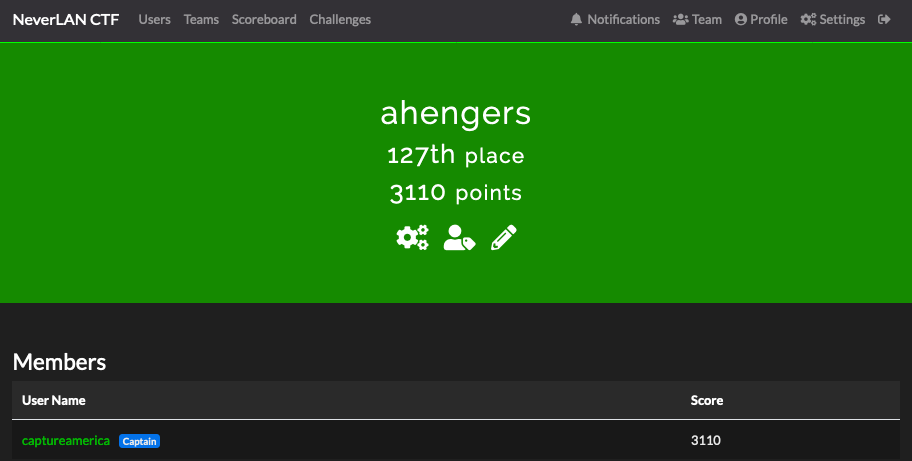 NeverLAN CTF Users Teams Scoreboard Challenges Notifications Team Profile Settings
ahengers
127th place
3110 points
Members
User Name Score
captureamerica Captain 3110